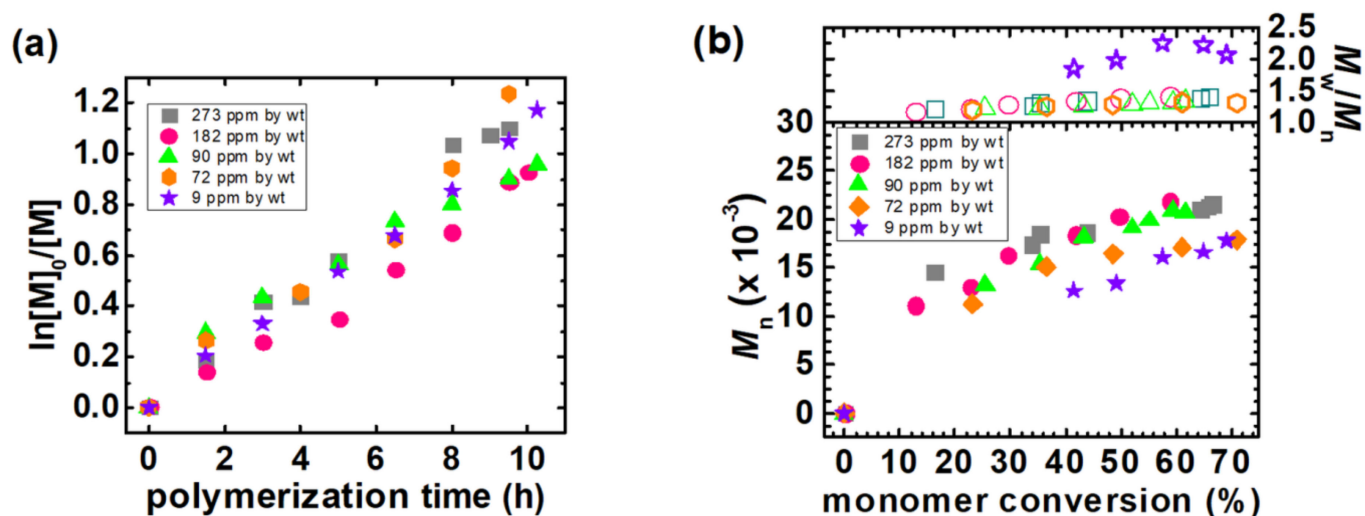 (a)
ln[M]0/[M]
1.2
1.0
0.8
0.6
0.4
0.2
0.0
273 ppm by wt
182 ppm by wt
90 ppm by wt
72 ppm by wt
9 ppm by wt
0 2 4 6 8 10
polymerization time (h)
(b)
2.5
2.0
1.5
1.0
Mw/Mn
Mn (x 10-3)
30
25
20
15
10
5
0
273 ppm by wt
182 ppm by wt
90 ppm by wt
72 ppm by wt
9 ppm by wt
0 10 20 30 40 50 60 70
monomer conversion (%)